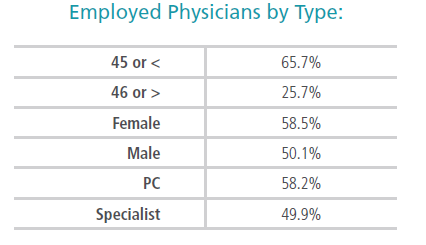 Employed Physicians by Type:
45 or < 65.7%
46 or > 25.7%
Female 58.5%
Male 50.1%
PC 58.2%
Specialist 49.9%